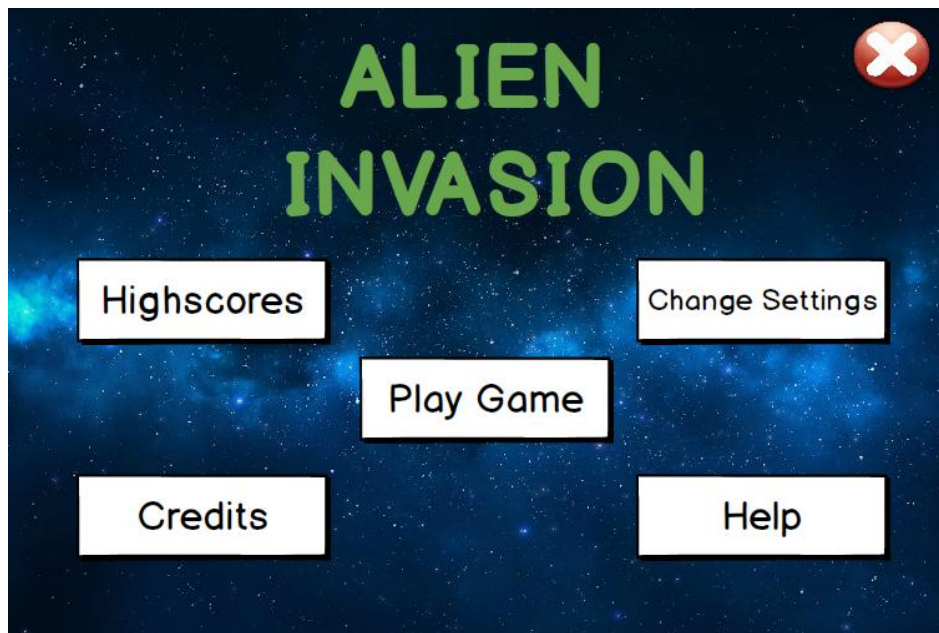 ALIEN
INVASION
Highscores
Change Settings
Play Game
Credits
Help